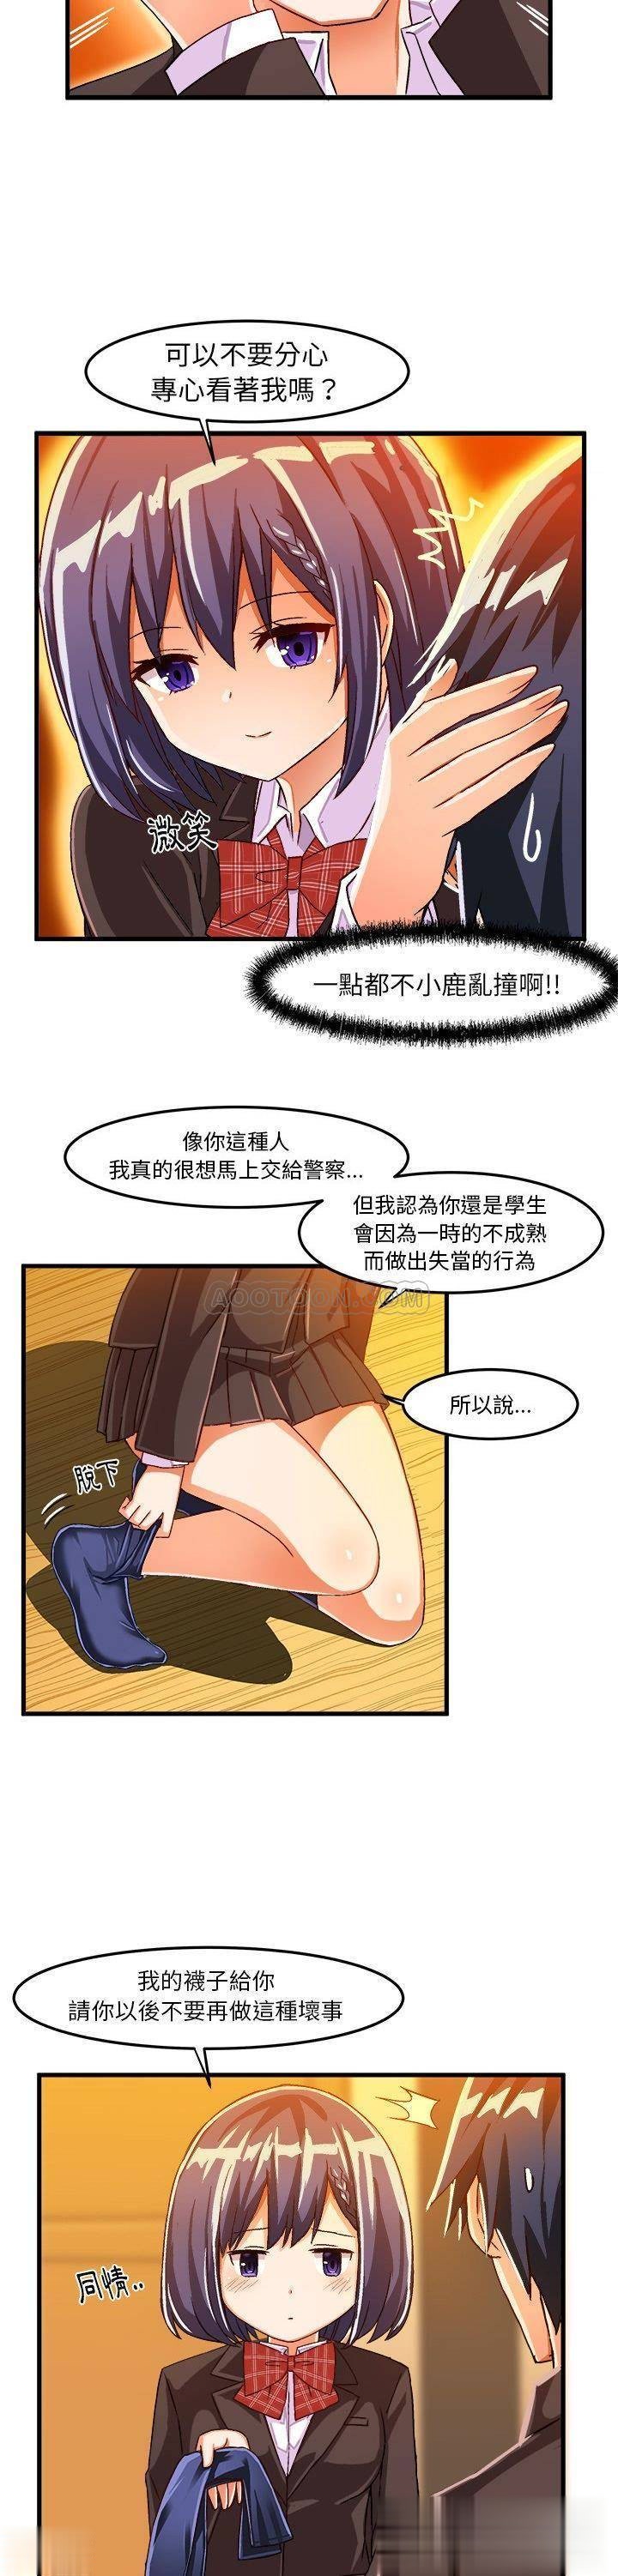 可以不要分心
專心看著我嗎？
微笑
一點都不小鹿亂撞啊!!
像你這種人
我真的很想馬上交給警察...
但我認為你還是學生
會因為一時的不成熟
而做出失當的行為
AOOTOON.COM
所以說...
脫下
我的襪子給你
請你以後不要再做這種壞事
同情..